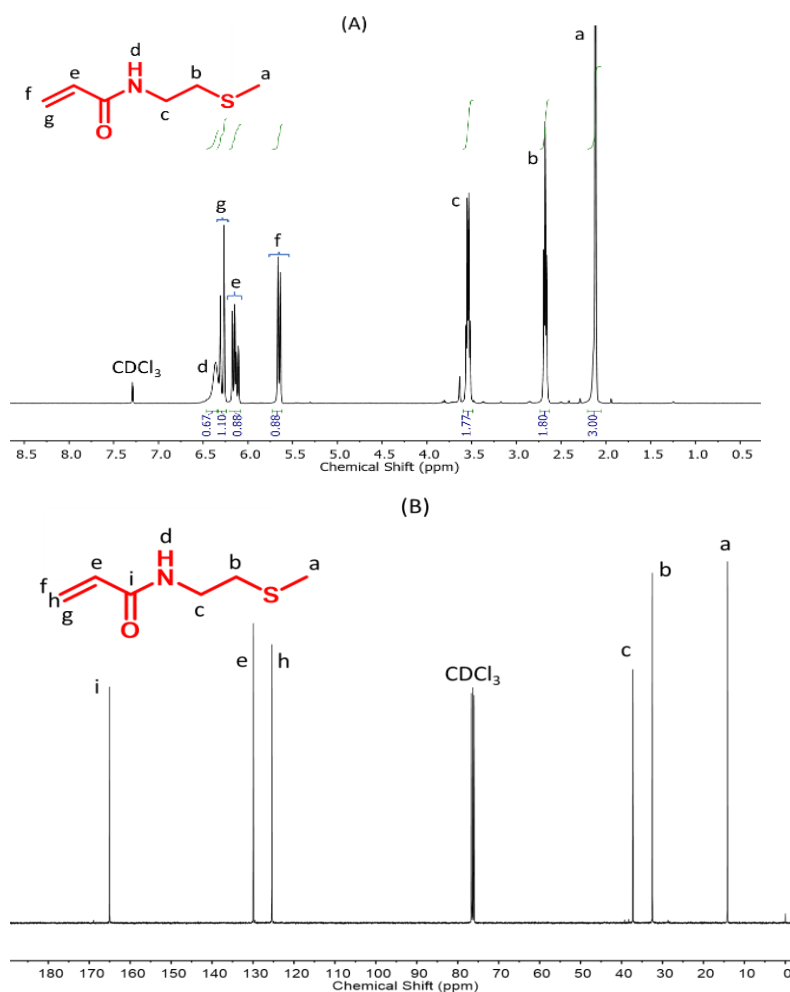 (A)
d
H
N
e
f
g
O
c
b
S
a
a
b
c
g
e
f
d
CDCl3
0.67
1.10
0.88
0.88
1.77
1.80
3.00
8.5 8.0 7.5 7.0 6.5 6.0 5.5 5.0 4.5 4.0 3.5 3.0 2.5 2.0 1.5 1.0 0.5
Chemical Shift (ppm)
(B)
d
H
N
e
f
h
g
i
O
c
b
S
a
a
b
c
CDCl3
e
h
i
180 170 160 150 140 130 120 110 100 90 80 70 60 50 40 30 20 10 0
Chemical Shift (ppm)